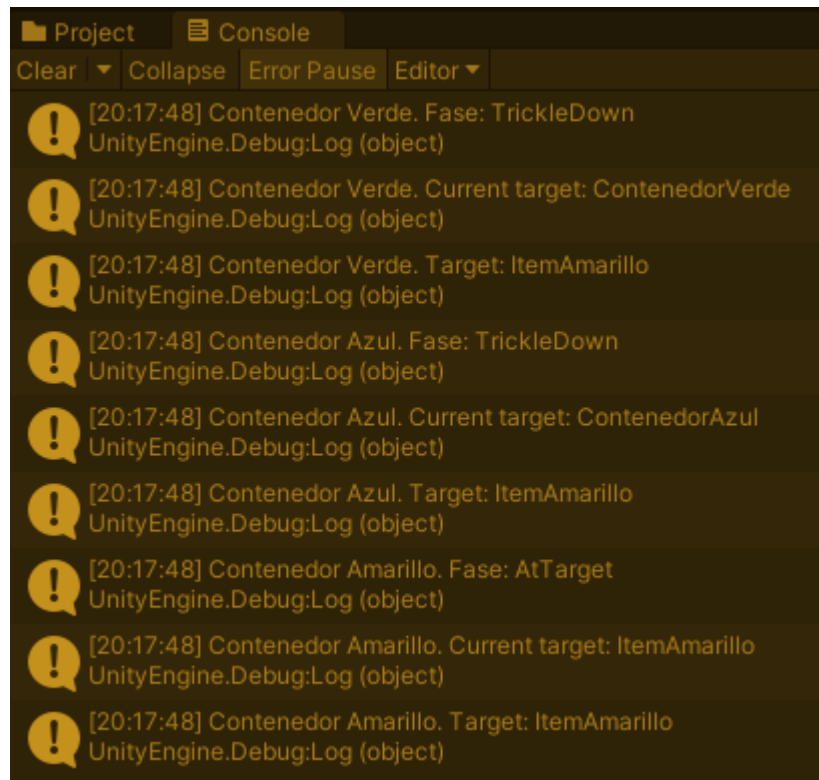 Project Console
Clear Collapse Error Pause Editor
[20:17:48] Contenedor Verde. Fase: TrickleDown
UnityEngine.Debug:Log (object)
[20:17:48] Contenedor Verde. Current target: ContenedorVerde
UnityEngine.Debug:Log (object)
[20:17:48] Contenedor Verde. Target: ItemAmarillo
UnityEngine.Debug:Log (object)
[20:17:48] Contenedor Azul. Fase: TrickleDown
UnityEngine.Debug:Log (object)
[20:17:48] Contenedor Azul. Current target: ContenedorAzul
UnityEngine.Debug:Log (object)
[20:17:48] Contenedor Azul. Target: ItemAmarillo
UnityEngine.Debug:Log (object)
[20:17:48] Contenedor Amarillo. Fase: AtTarget
UnityEngine.Debug:Log (object)
[20:17:48] Contenedor Amarillo. Current target: ItemAmarillo
UnityEngine.Debug:Log (object)
[20:17:48] Contenedor Amarillo. Target: ItemAmarillo
UnityEngine.Debug:Log (object)